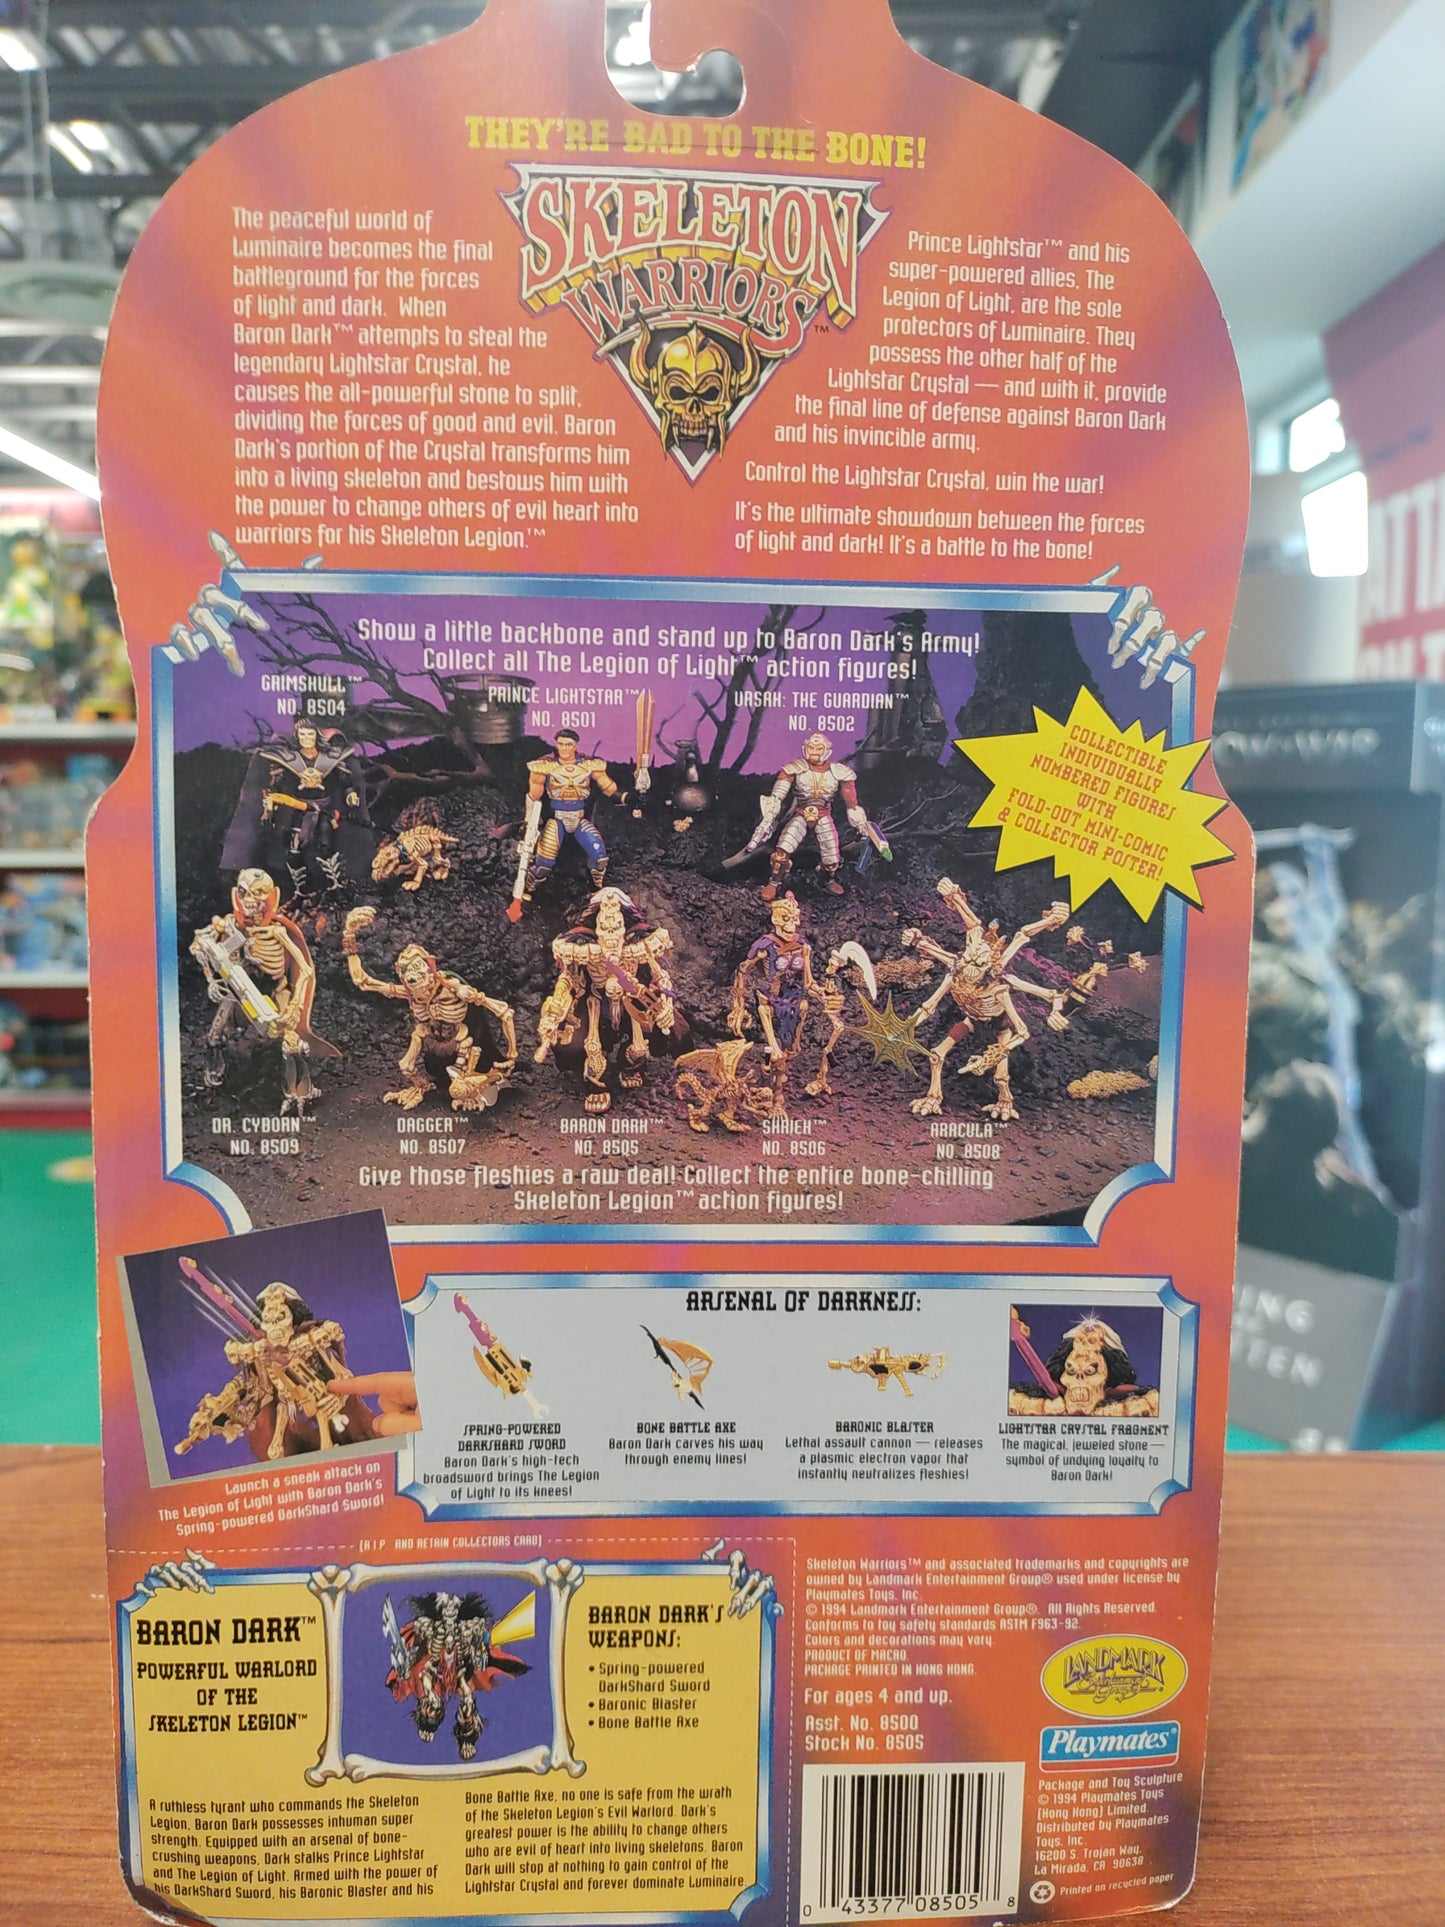 THEY'RE BAD TO THE BONE!
SKELETON
WARRIORS™
The peaceful world of
Luminaire becomes the final
battleground for the forces
of light and dark. When
Baron Dark™ attempts to steal the
legendary Lightstar Crystal, he
causes the all-powerful stone to split,
dividing the forces of good and evil. Baron
Dark's portion of the Crystal transforms him
into a living skeleton and bestows him with
the power to change others of evil heart into
warriors for his Skeleton Legion.™
Prince Lightstar™ and his
super-powered allies, The
Legion of Light, are the sole
protectors of Luminaire. They
possess the other half of the
Lightstar Crystal — and with it, provide
the final line of defense against Baron Dark
and his invincible army.
Control the Lightstar Crystal, win the war!
It's the ultimate showdown between the forces
of light and dark! It's a battle to the bone!
Show a little backbone and stand up to Baron Dark's Army!
Collect all The Legion of Light™ action figures!
GRIMSKULL™
NO. 8504
PRINCE LIGHTSTAR™
NO. 8501
URSAK: THE GUARDIAN™
NO. 8502
COLLECTIBLE
INDIVIDUALLY
NUMBERED FIGURES
WITH
FOLD-OUT MINI-COMIC
& COLLECTOR POSTER!
DR. CYBORN™
NO. 8509
DAGGER™
NO. 8507
BARON DARK™
NO. 8505
SHRIEK™
NO. 8506
ARACULA™
NO. 8508
Give those fleshies a raw deal! Collect the entire bone-chilling
Skeleton Legion™ action figures!
Launch a sneak attack on
The Legion of Light with Baron Dark's
Spring-powered DarkShard Sword!
ARSENAL OF DARKNESS:
SPRING-POWERED
DARKSHARD SWORD
Baron Dark's high-tech
broadsword brings The Legion
of Light to its knees!
BONE BATTLE AXE
Baron Dark carves his way
through enemy lines!
BARONIC BLASTER
Lethal assault cannon — releases
a plasmic electron vapor that
instantly neutralizes fleshies!
LIGHTSTAR CRYSTAL FRAGMENT
The magical, jeweled stone —
symbol of undying loyalty to
Baron Dark!
(R.I.P. AND RETAIN COLLECTORS CARD)
BARON DARK™
POWERFUL WARLORD
OF THE
SKELETON LEGION™
BARON DARK'S
WEAPONS:
• Spring-powered
DarkShard Sword
• Baronic Blaster
• Bone Battle Axe
A ruthless tyrant who commands the Skeleton
Legion, Baron Dark possesses inhuman super
strength. Equipped with an arsenal of bone-
crushing weapons, Dark stalks Prince Lightstar
and The Legion of Light. Armed with the power of
his DarkShard Sword, his Baronic Blaster and his
Bone Battle Axe, no one is safe from the wrath
of the Skeleton Legion's Evil Warlord. Dark's
greatest power is the ability to change others
who are evil of heart into living skeletons. Baron
Dark will stop at nothing to gain control of the
Lightstar Crystal and forever dominate Luminaire.
Skeleton Warriors™ and associated trademarks and copyrights are
owned by Landmark Entertainment Group® used under license by
Playmates Toys, Inc.
© 1994 Landmark Entertainment Group®. All Rights Reserved.
Conforms to toy safety standards ASTM F963-92.
Colors and decorations may vary.
PRODUCT OF MACAO.
PACKAGE PRINTED IN HONG KONG.
For ages 4 and up.
Asst. No. 8500
Stock No. 8505
LANDMARK
Entertainment
Group
Playmates®
Package and Toy Sculpture
© 1994 Playmates Toys
(Hong Kong) Limited.
Distributed by Playmates
Toys, Inc.
16200 S. Trojan Way,
La Mirada, CA 90638
Printed on recycled paper
0 43377 08505 8